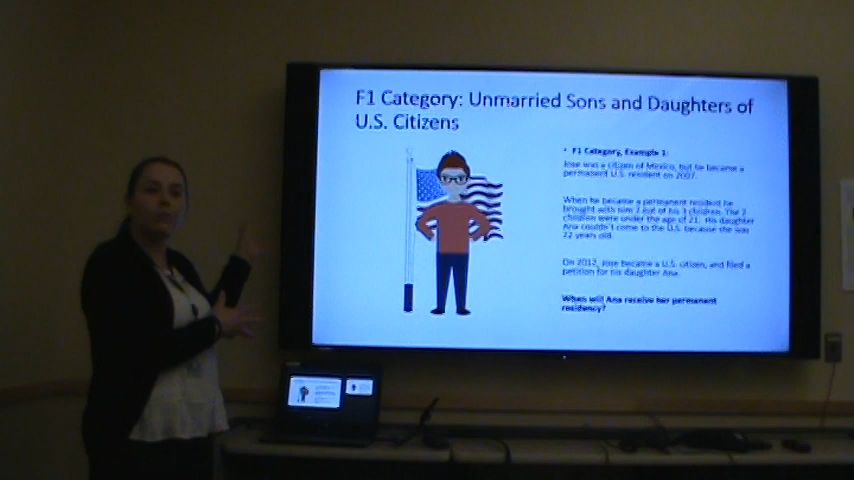 F1 Category: Unmarried Sons and Daughters of
U.S. Citizens
• F1 Category, Example 1:
Jose was a citizen of Mexico, but he became a
permanent U.S. resident on 2007.
When he became a permanent resident he
brought with him 2 out of his 3 children. The 2
children were under the age of 21. His daughter
Ana couldn't come to the U.S. because she was
22 years old.
On 2012, Jose became a U.S. citizen, and filed a
petition for his daughter Ana.
When will Ana receive her permanent
residency?